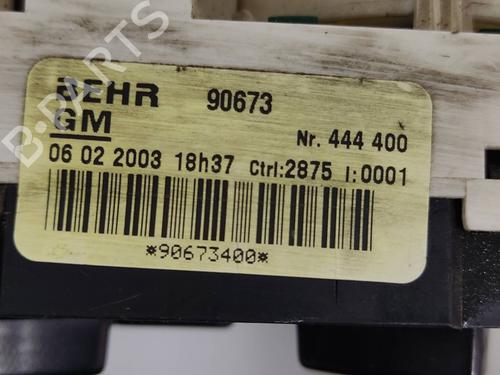 BEHR 90673
GM
Nr. 444 400
06 02 2003 18h37 Ctrl:2875 I:0001
*90673400*
B-PARTS